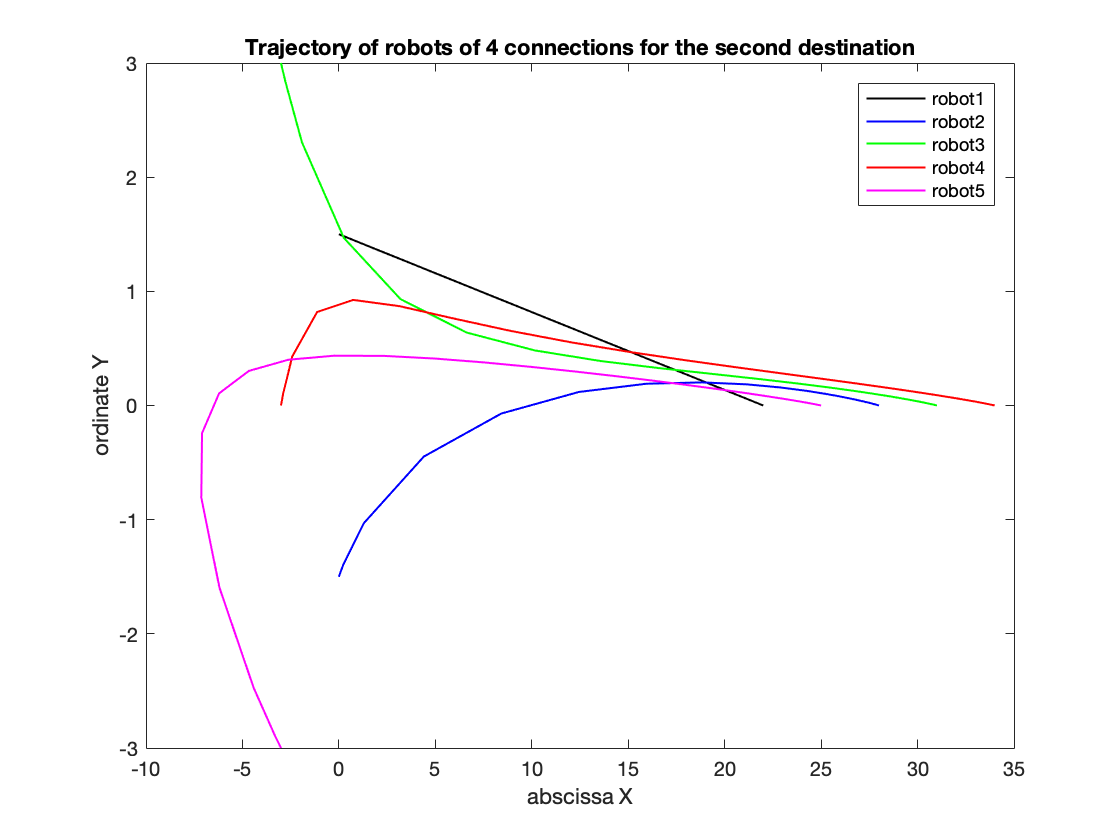 Trajectory of robots of 4 connections for the second destination
robot1
robot2
robot3
robot4
robot5
ordinate Y
3
2
1
0
-1
-2
-3
-10
-5
0
5
10
15
20
25
30
35
abscissa X